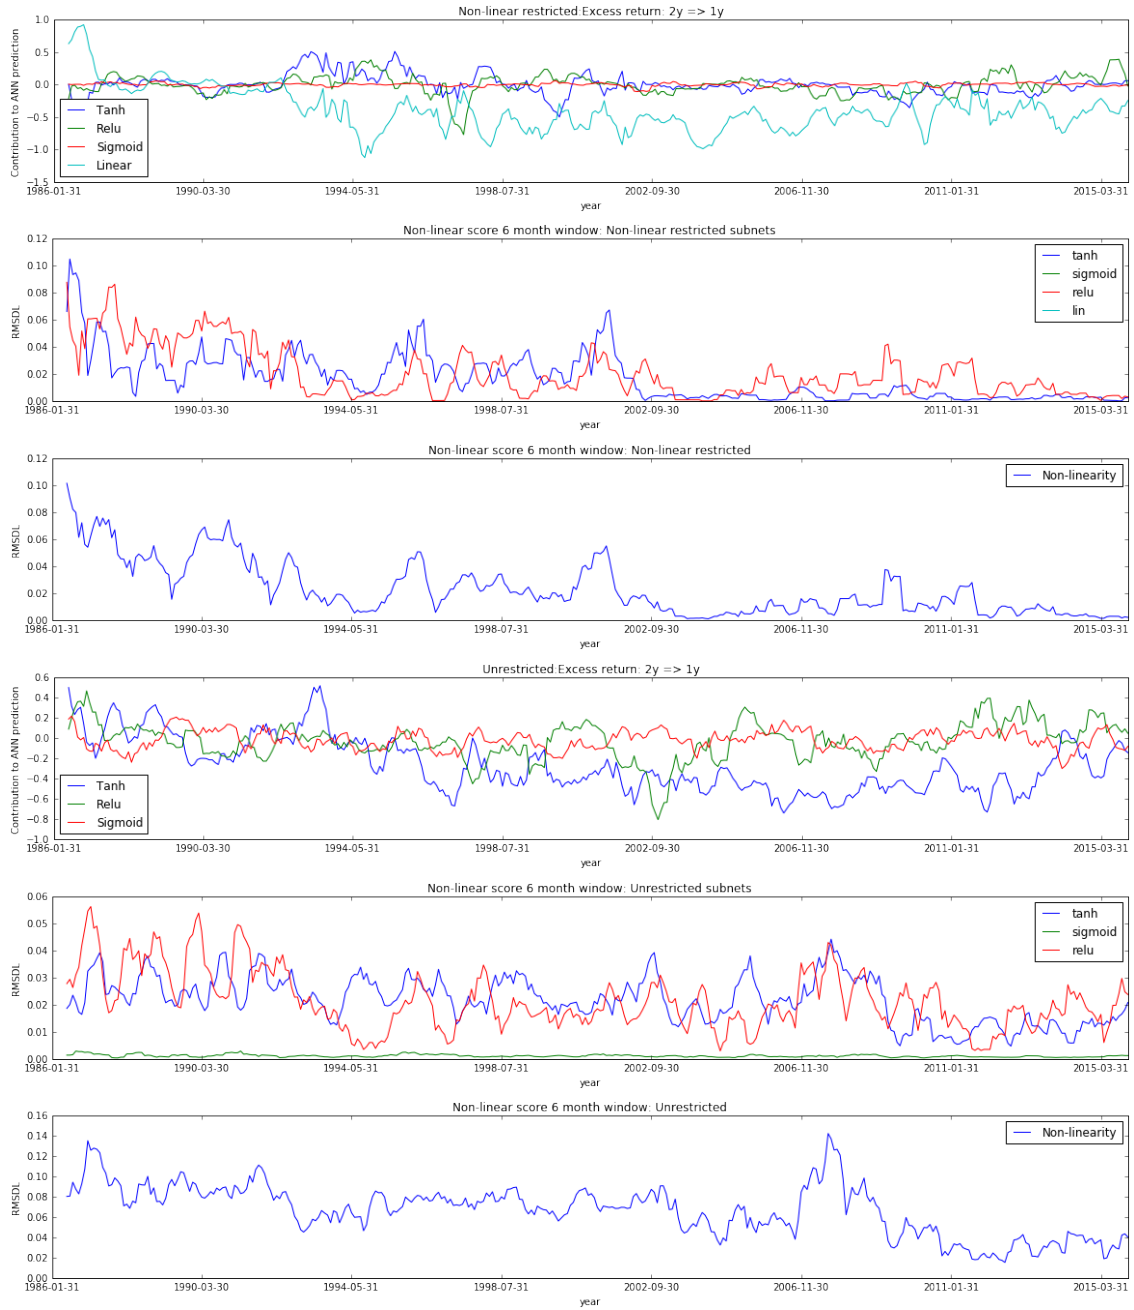 Non-linear restricted:Excess return: 2y => 1y
Contribution to ANN prediction
1.0
0.5
0.0
−0.5
−1.0
−1.5
Tanh
Relu
Sigmoid
Linear
1986-01-31 1990-03-30 1994-05-31 1998-07-31 2002-09-30 2006-11-30 2011-01-31 2015-03-31
year
Non-linear score 6 month window: Non-linear restricted subnets
RMSDL
0.12
0.10
0.08
0.06
0.04
0.02
0.00
tanh
sigmoid
relu
lin
1986-01-31 1990-03-30 1994-05-31 1998-07-31 2002-09-30 2006-11-30 2011-01-31 2015-03-31
year
Non-linear score 6 month window: Non-linear restricted
RMSDL
0.12
0.10
0.08
0.06
0.04
0.02
0.00
Non-linearity
1986-01-31 1990-03-30 1994-05-31 1998-07-31 2002-09-30 2006-11-30 2011-01-31 2015-03-31
year
Unrestricted:Excess return: 2y => 1y
Contribution to ANN prediction
0.6
0.4
0.2
0.0
−0.2
−0.4
−0.6
−0.8
−1.0
Tanh
Relu
Sigmoid
1986-01-31 1990-03-30 1994-05-31 1998-07-31 2002-09-30 2006-11-30 2011-01-31 2015-03-31
year
Non-linear score 6 month window: Unrestricted subnets
RMSDL
0.06
0.05
0.04
0.03
0.02
0.01
0.00
tanh
sigmoid
relu
1986-01-31 1990-03-30 1994-05-31 1998-07-31 2002-09-30 2006-11-30 2011-01-31 2015-03-31
year
Non-linear score 6 month window: Unrestricted
RMSDL
0.16
0.14
0.12
0.10
0.08
0.06
0.04
0.02
0.00
Non-linearity
1986-01-31 1990-03-30 1994-05-31 1998-07-31 2002-09-30 2006-11-30 2011-01-31 2015-03-31
year